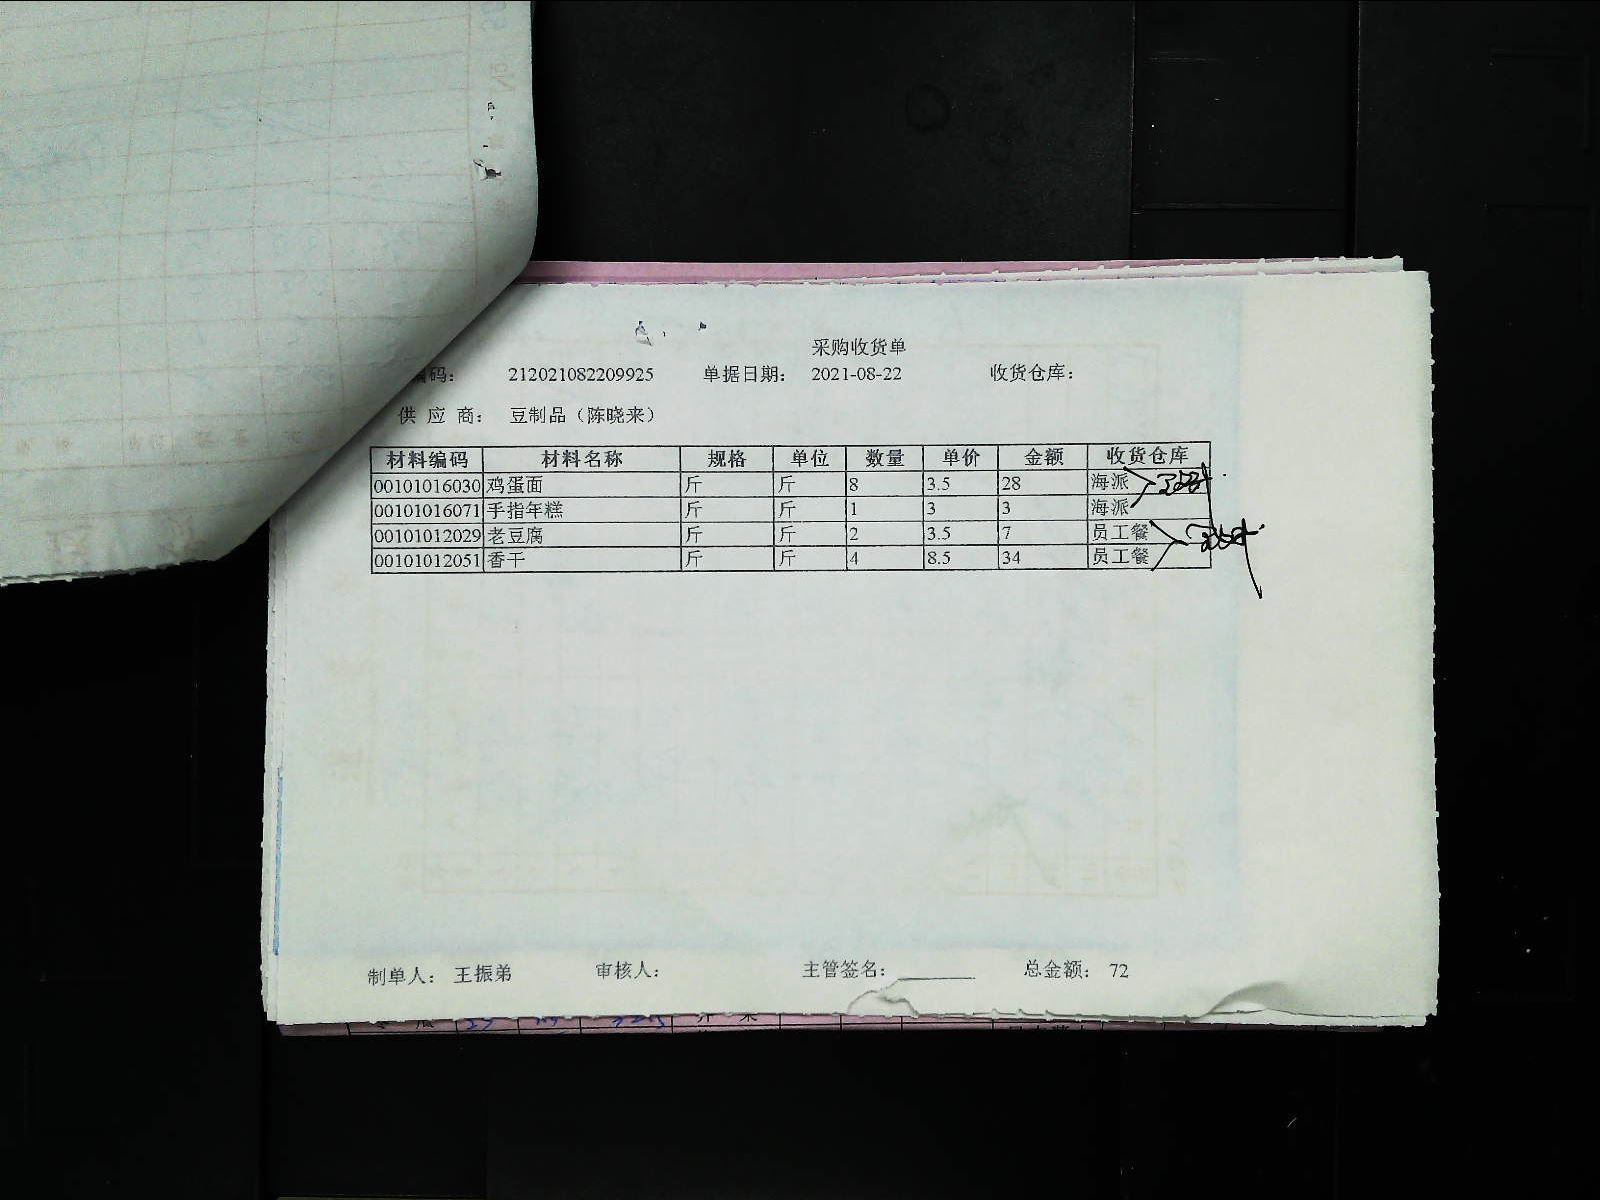 采购收货单
编码： 212021082209925 单据日期： 2021-08-22 收货仓库：
供 应 商： 豆制品（陈晓来）
材料编码 材料名称 规格 单位 数量 单价 金额 收货仓库
00101016030 鸡蛋面 斤 斤 8 3.5 28 海派
00101016071 手指年糕 斤 斤 1 3 3 海派
00101012029 老豆腐 斤 斤 2 3.5 7 员工餐
00101012051 香干 斤 斤 4 8.5 34 员工餐
制单人： 王振弟 审核人： 主管签名： 总金额： 72